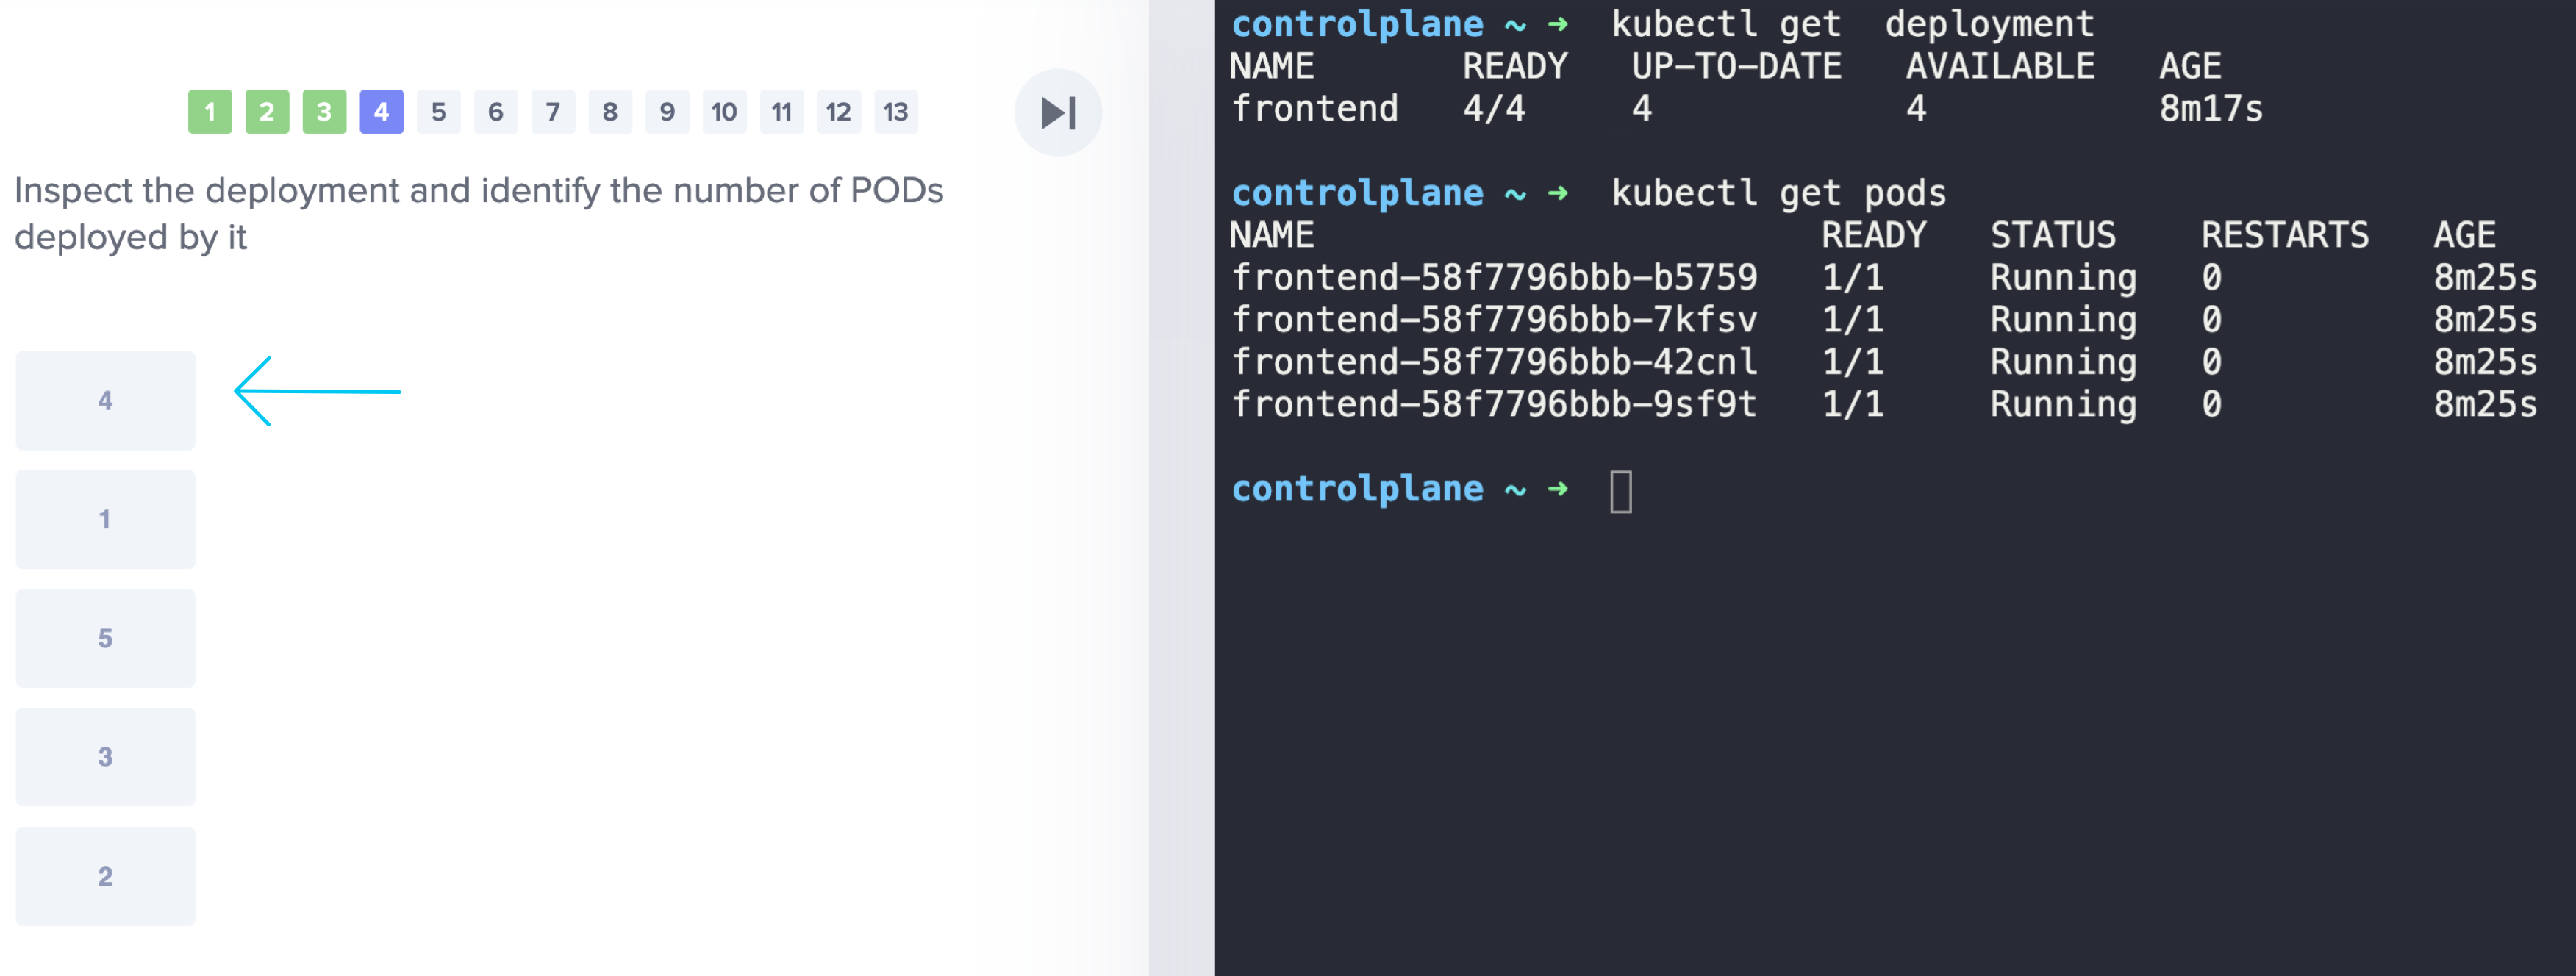 1 2 3 4 5 6 7 8 9 10 11 12 13
Inspect the deployment and identify the number of PODs
deployed by it
4
1
5
3
2
controlplane ~ ➜  kubectl get  deployment
NAME       READY   UP-TO-DATE   AVAILABLE   AGE
frontend   4/4     4            4           8m17s
controlplane ~ ➜  kubectl get pods
NAME                        READY   STATUS    RESTARTS   AGE
frontend-58f7796bbb-b5759   1/1     Running   0          8m25s
frontend-58f7796bbb-7kfsv   1/1     Running   0          8m25s
frontend-58f7796bbb-42cnl   1/1     Running   0          8m25s
frontend-58f7796bbb-9sf9t   1/1     Running   0          8m25s
controlplane ~ ➜